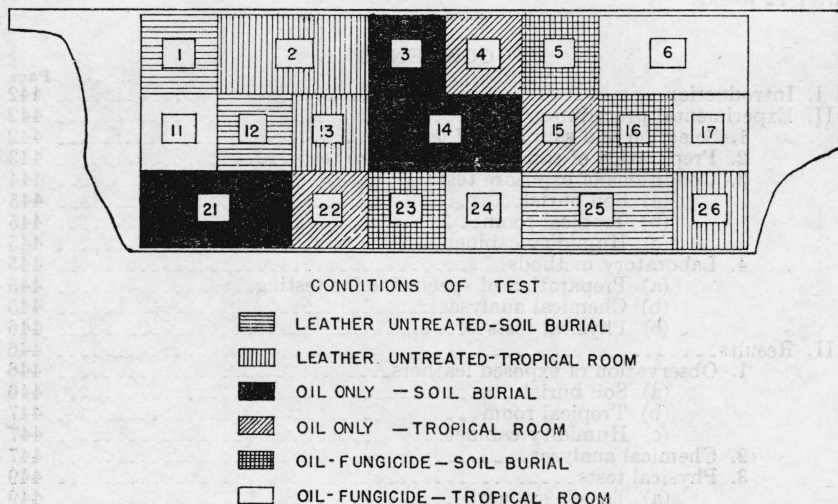 1 2 3 4 5 6
11 12 13 14 15 16 17
21 22 23 24 25 26
CONDITIONS OF TEST
LEATHER UNTREATED-SOIL BURIAL
LEATHER UNTREATED-TROPICAL ROOM
OIL ONLY — SOIL BURIAL
OIL ONLY — TROPICAL ROOM
OIL-FUNGICIDE — SOIL-BURIAL
OIL-FUNGICIDE — TROPICAL ROOM